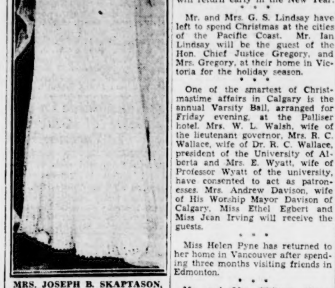 will return early in the New Year.
* * *
Mr. and Mrs. G. S. Lindsay have
left to spend Christmas at the cities
of the Pacific Coast. Mr. Ian
Lindsay will be the guest of the
Hon. Chief Justice Gregory, and
Mrs. Gregory, at their home in Vic-
toria for the holiday season.
* * *
One of the smartest of Christ-
mastime affairs in Calgary is the
annual Varsity Ball, arranged for
Friday evening, at the Palliser
hotel. Mrs. W. L. Walsh, wife of
the lieutenant governor, Mrs. R. C.
Wallace, wife of Dr. R. C. Wallace,
president of the University of Al-
berta and Mrs. E. Wyatt, wife of
Professor Wyatt of the university,
have consented to act as patron-
esses. Mrs. Andrew Davison, wife
of His Worship Mayor Davison of
Calgary, Miss Ethel Egbert and
Miss Jean Irving will receive the
guests.
* * *
Miss Helen Pyne has returned to
her home in Vancouver after spend-
ing three months visiting friends in
Edmonton.
* * *
MRS. JOSEPH B. SKAPTASON,